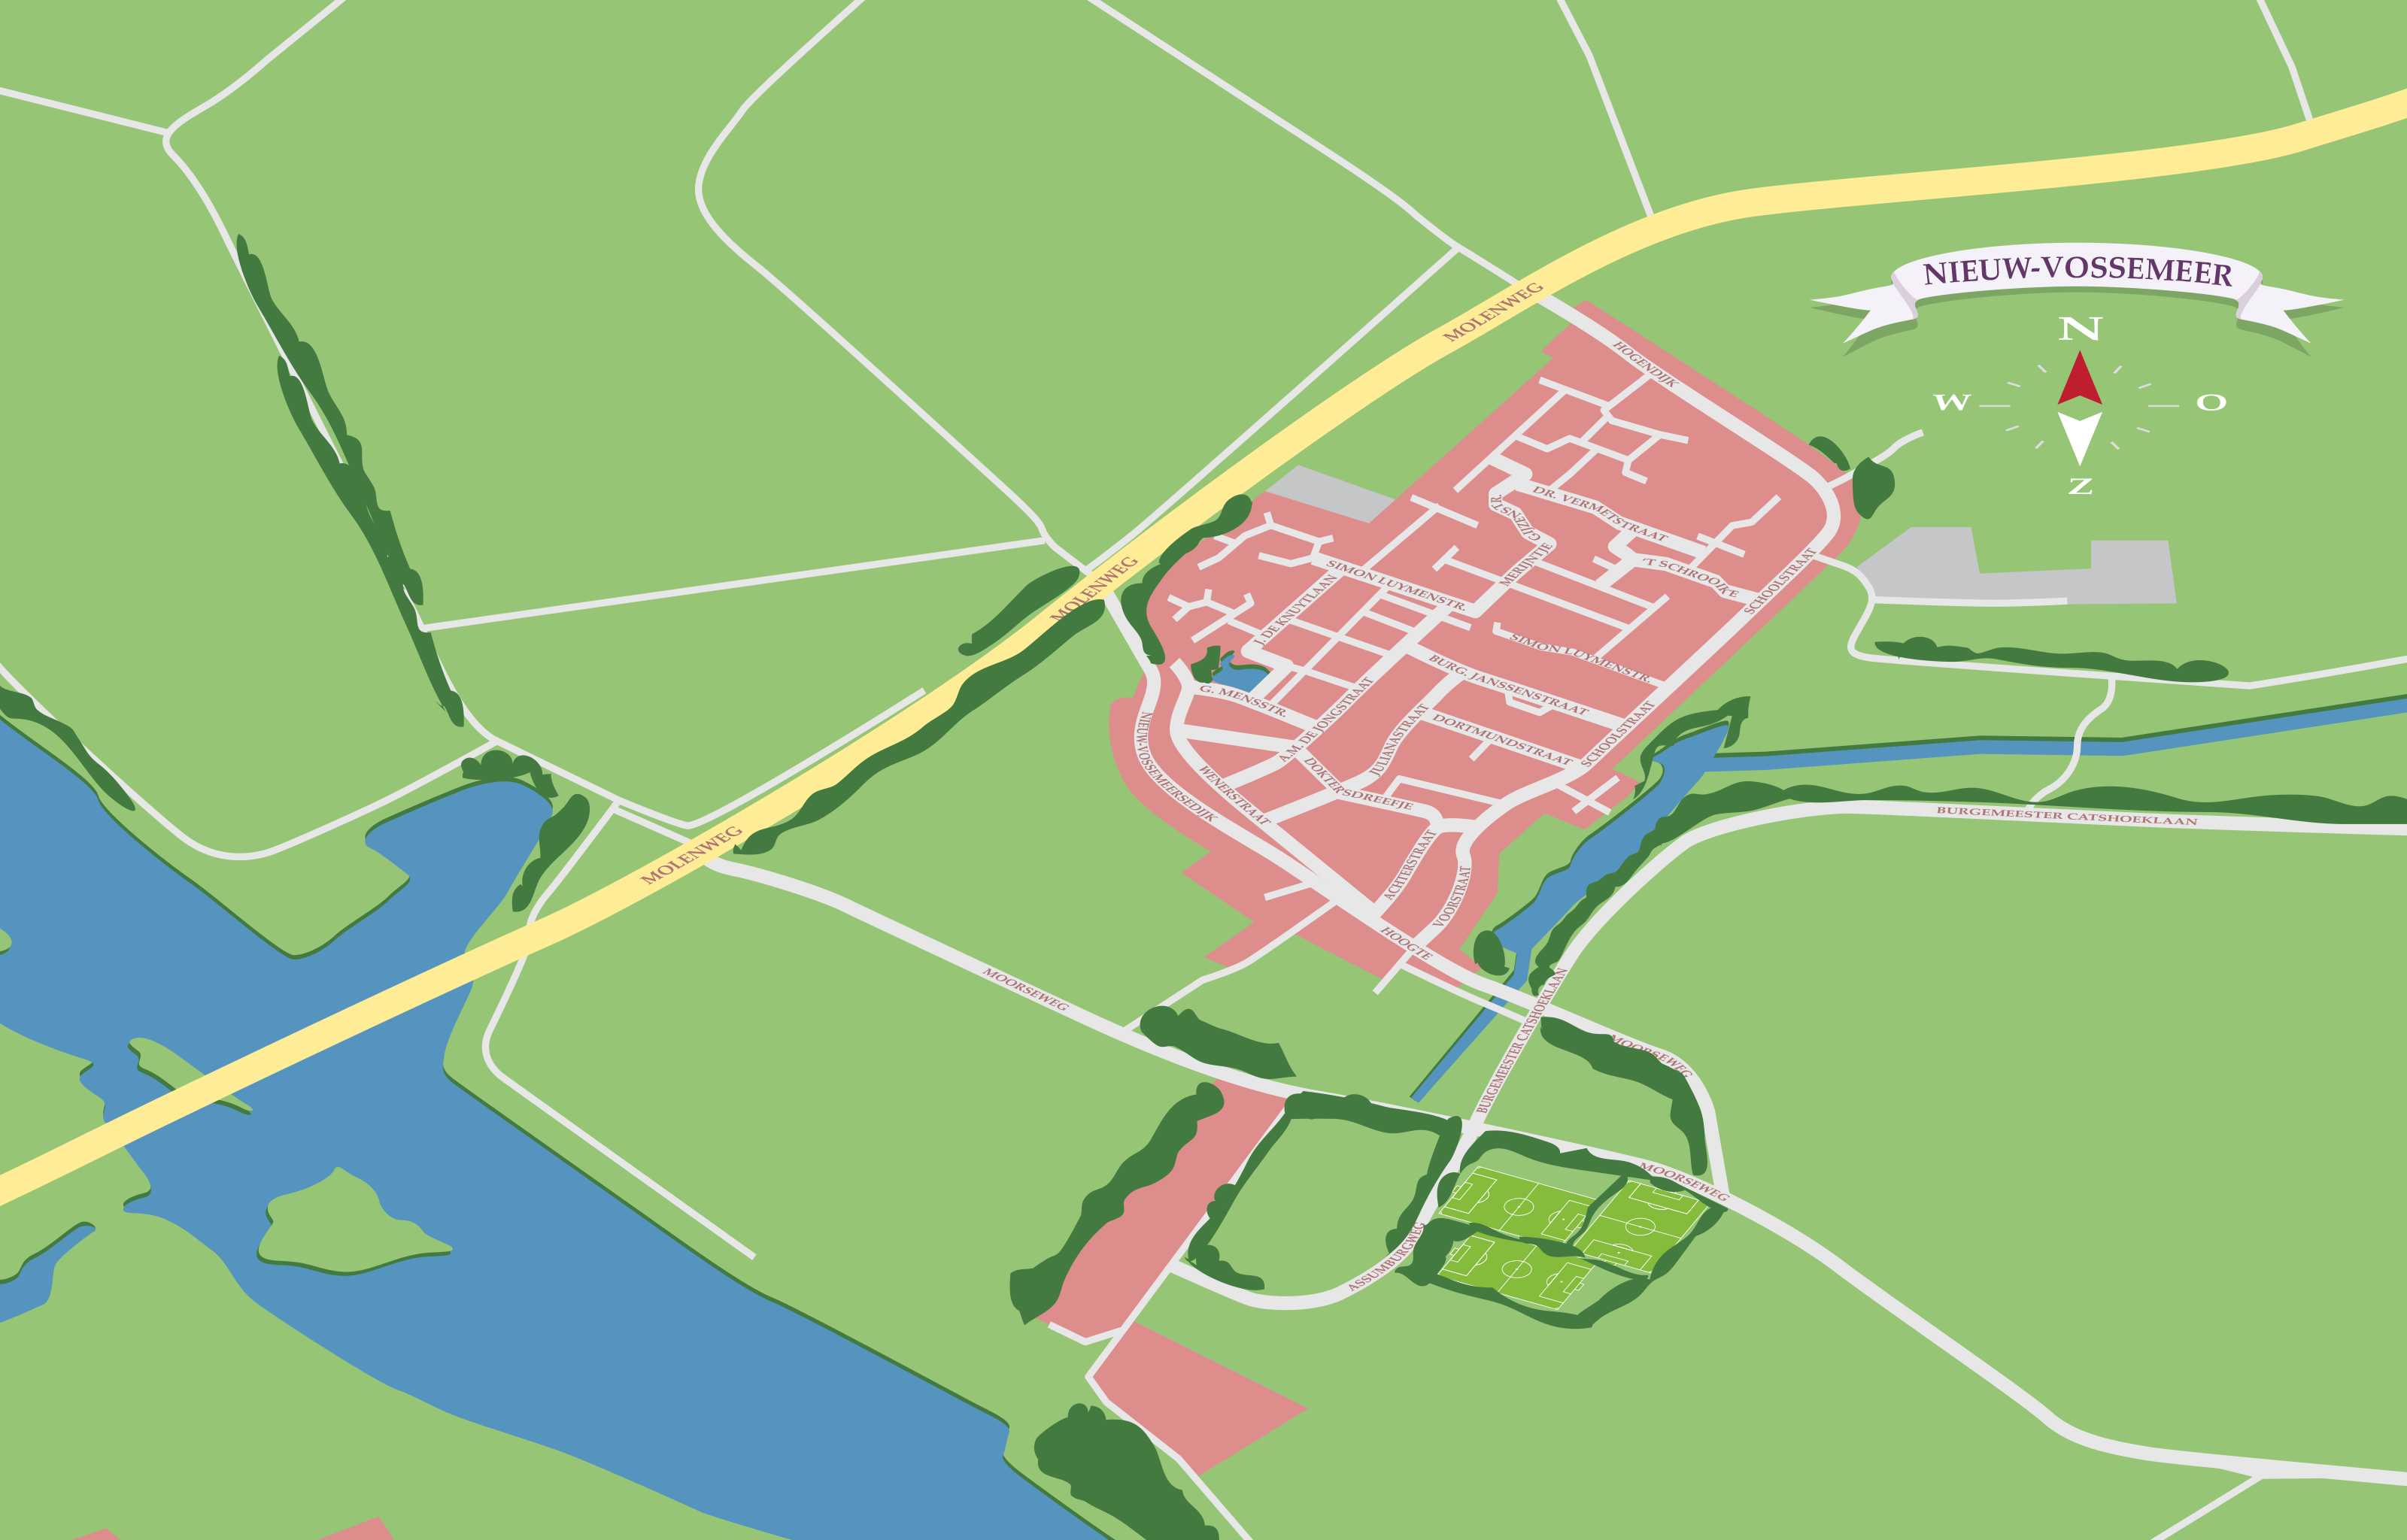 NIEUW-VOSSEMEER
N
W
O
Z
MOLENWEG
HOGENDIJK
DR. VERMETSTRAAT
GIJZENSTR.
MERIJNTJE
'T SCHROOIKE
SCHOOLSTRAAT
MOLENWEG
SIMON LUYMENSTR.
J. DE KNUYTLAAN
SIMON LUYMENSTR.
BURG. JANSSENSTRAAT
G. MENSSTR.
A.M. DE JONGSTRAAT
JULIANASTRAAT
DORTMUNDSTRAAT
SCHOOLSTRAAT
NIEUW-VOSSEMEERSEDIJK
WENERSTRAAT
DOKTERSDREEFJE
BURGEMEESTER CATSHOEKLAAN
MOLENWEG
ACHTERSTRAAT
VOORSTRAAT
HOOGTE
MOORSEWEG
BURGEMEESTER CATSHOEKLAAN
MOORSEWEG
MOORSEWEG
ASSUMBURGWEG